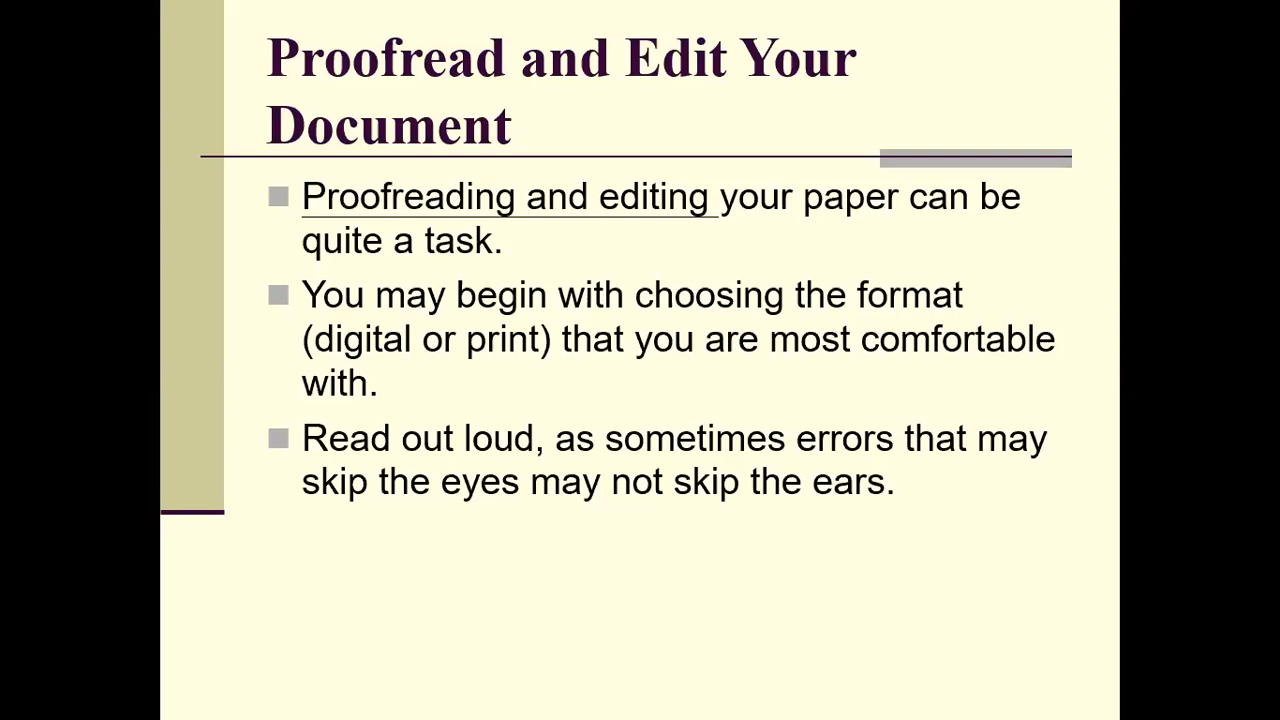 Proofread and Edit Your
Document
Proofreading and editing your paper can be
quite a task.
You may begin with choosing the format
(digital or print) that you are most comfortable
with.
Read out loud, as sometimes errors that may
skip the eyes may not skip the ears.